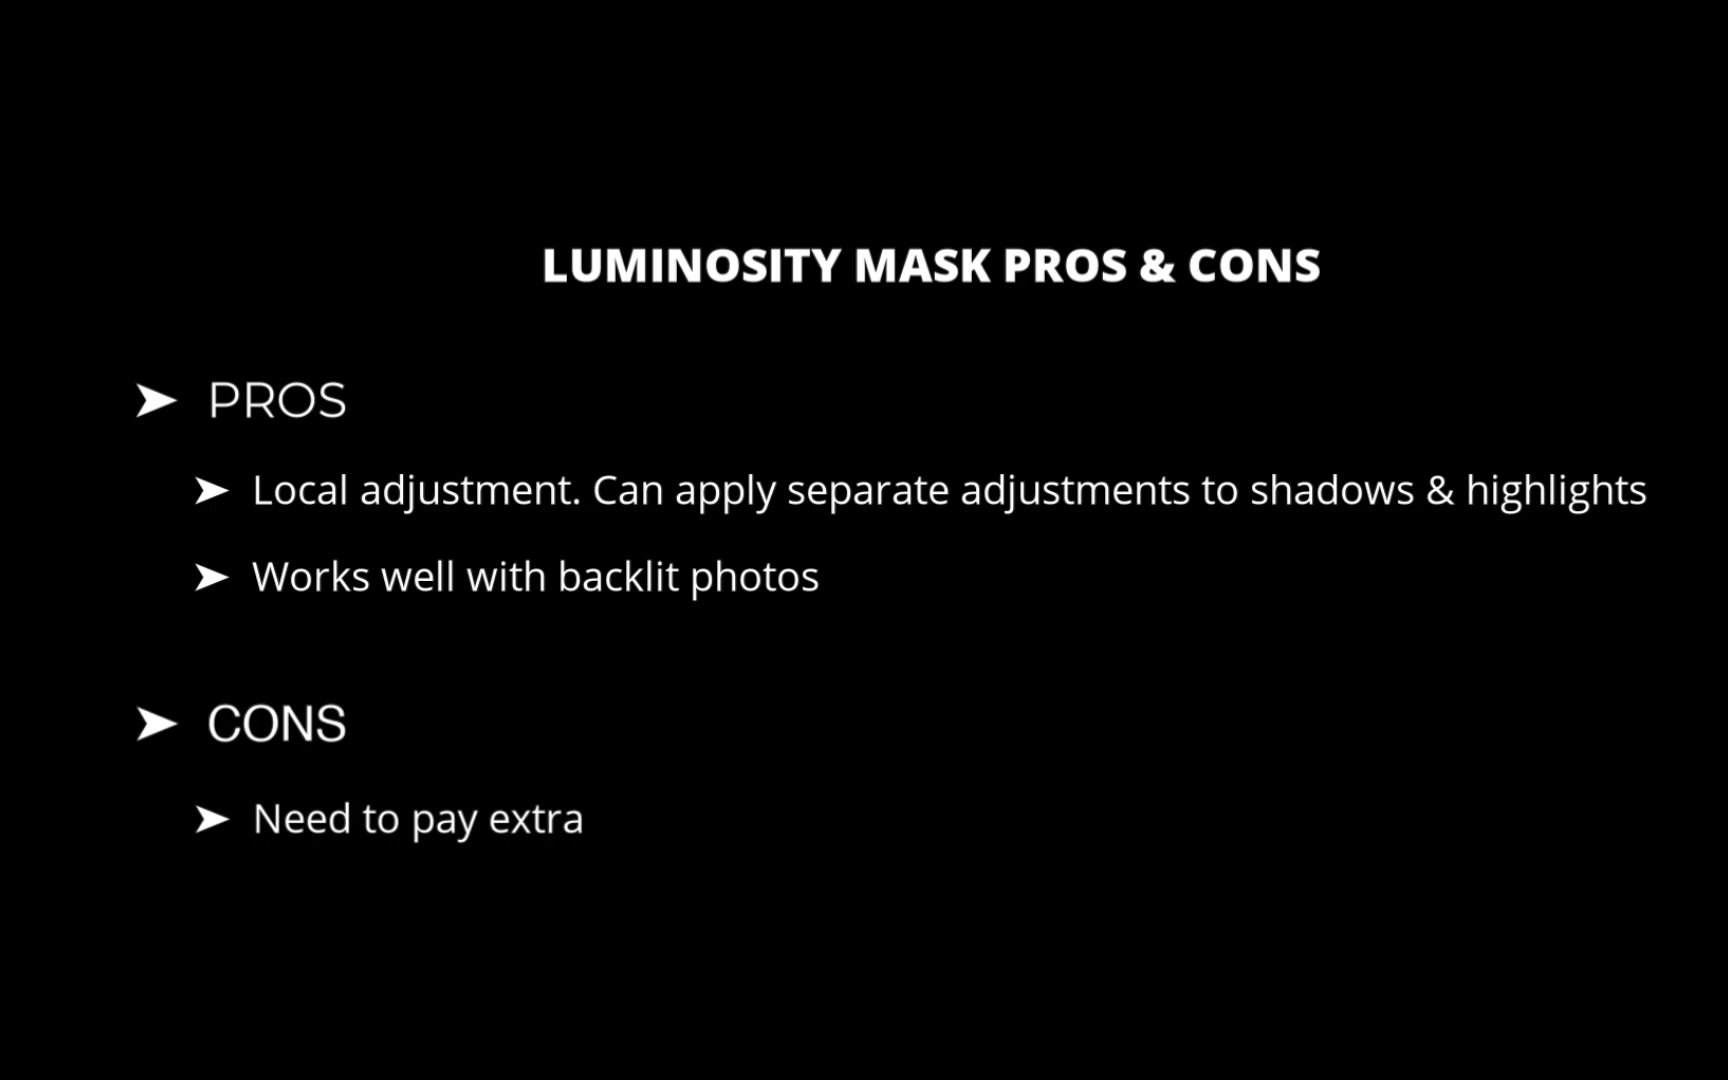 LUMINOSITY MASK PROS & CONS
➤ PROS
➤ Local adjustment. Can apply separate adjustments to shadows & highlights
➤ Works well with backlit photos
➤ CONS
➤ Need to pay extra